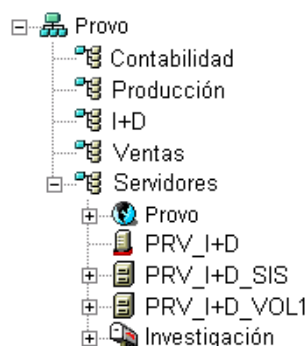 Provo
Contabilidad
Producción
I+D
Ventas
Servidores
Provo
PRV_I+D
PRV_I+D_SIS
PRV_I+D_VOL1
Investigación